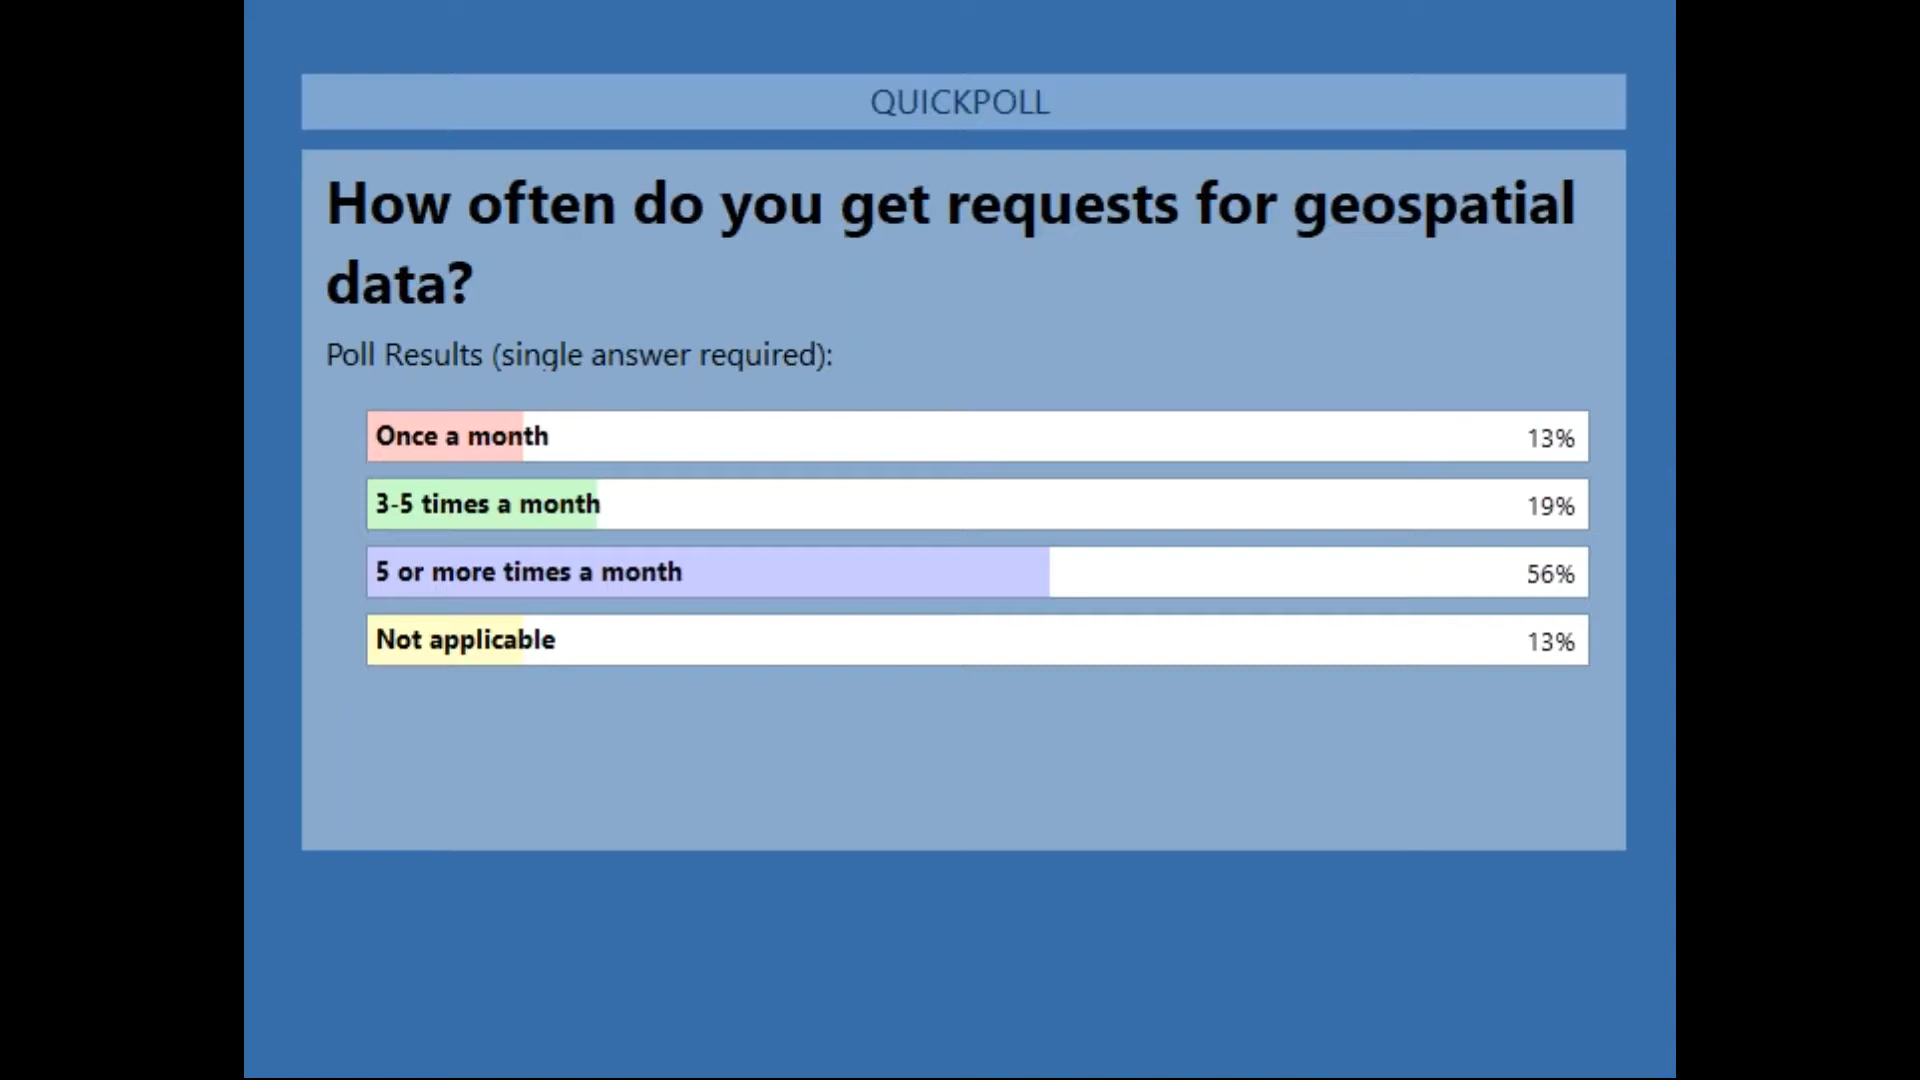 QUICKPOLL
How often do you get requests for geospatial
data?
Poll Results (single answer required):
Once a month 13%
3-5 times a month 19%
5 or more times a month 56%
Not applicable 13%